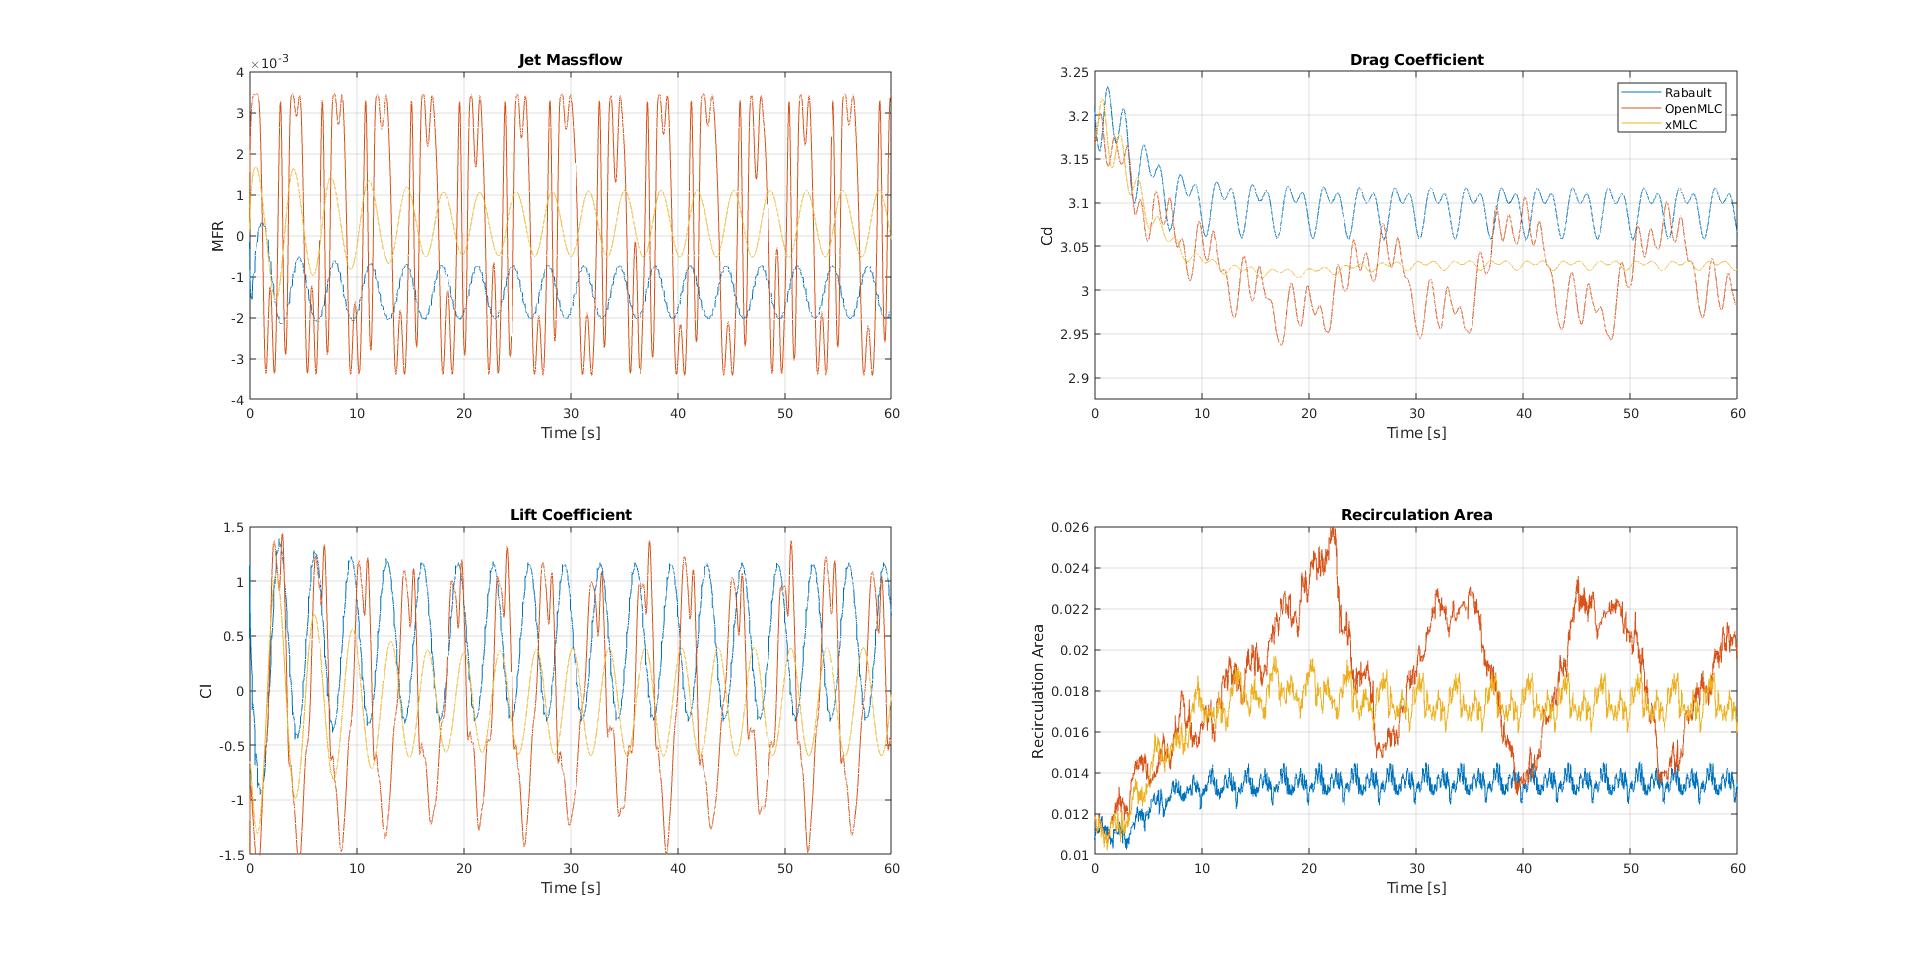 Jet Massflow
×10-3
4
3
2
1
0
-1
-2
-3
-4
MFR
0 10 20 30 40 50 60
Time [s]
Drag Coefficient
3.25
3.2
3.15
3.1
3.05
3
2.95
2.9
Cd
Rabault
OpenMLC
xMLC
0 10 20 30 40 50 60
Time [s]
Lift Coefficient
1.5
1
0.5
0
-0.5
-1
-1.5
Cl
0 10 20 30 40 50 60
Time [s]
Recirculation Area
0.026
0.024
0.022
0.02
0.018
0.016
0.014
0.012
0.01
Recirculation Area
0 10 20 30 40 50 60
Time [s]